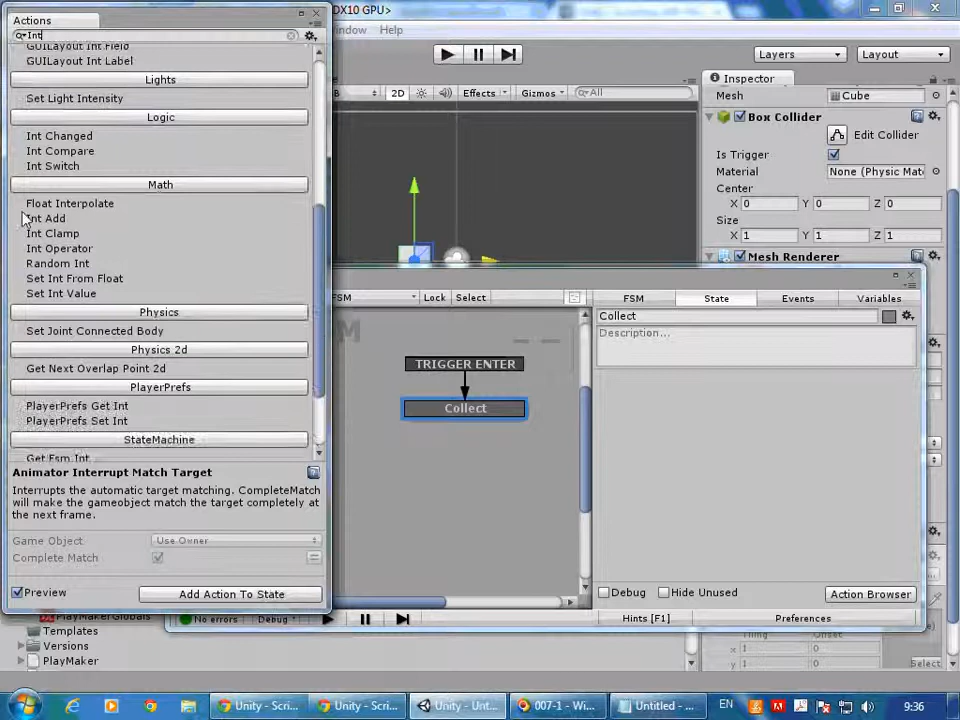 Actions
DX10 GPU>
Int
indow
Help
Layers
Layout
2D
Effects
Gizmos
All
Inspector
Mesh
Cube
Box Collider
Edit Collider
Is Trigger
Material
None (Physic Mat
Center
X 0 Y 0 Z 0
Size
X 1 Y 1 Z 1
Mesh Renderer
GUILayout Int Field
GUILayout Int Label
Lights
Set Light Intensity
Logic
Int Changed
Int Compare
Int Switch
Math
Float Interpolate
Int Add
Int Clamp
Int Operator
Random Int
Set Int From Float
Set Int Value
Physics
Set Joint Connected Body
Physics 2d
Get Next Overlap Point 2d
PlayerPrefs
PlayerPrefs Get Int
PlayerPrefs Set Int
StateMachine
Get Fsm Int
Animator Interrupt Match Target
Interrupts the automatic target matching. CompleteMatch
will make the gameobject match the target completely at
the next frame.
Game Object
Use Owner
Complete Match
Preview
Add Action To State
FSM
Lock
Select
TRIGGER ENTER
Collect
FSM
State
Events
Variables
Collect
Description...
Debug
Hide Unused
Action Browser
No errors
Debug
Hints [F1]
Preferences
PlayMakerGlobals
Templates
Versions
PlayMaker
Tiling
Offset
x 1 0
y 1 0
Select
Unity - Scri...
Unity - Scri...
Unity - Unt...
007-1 - Wi...
Untitled - ...
EN
9:36